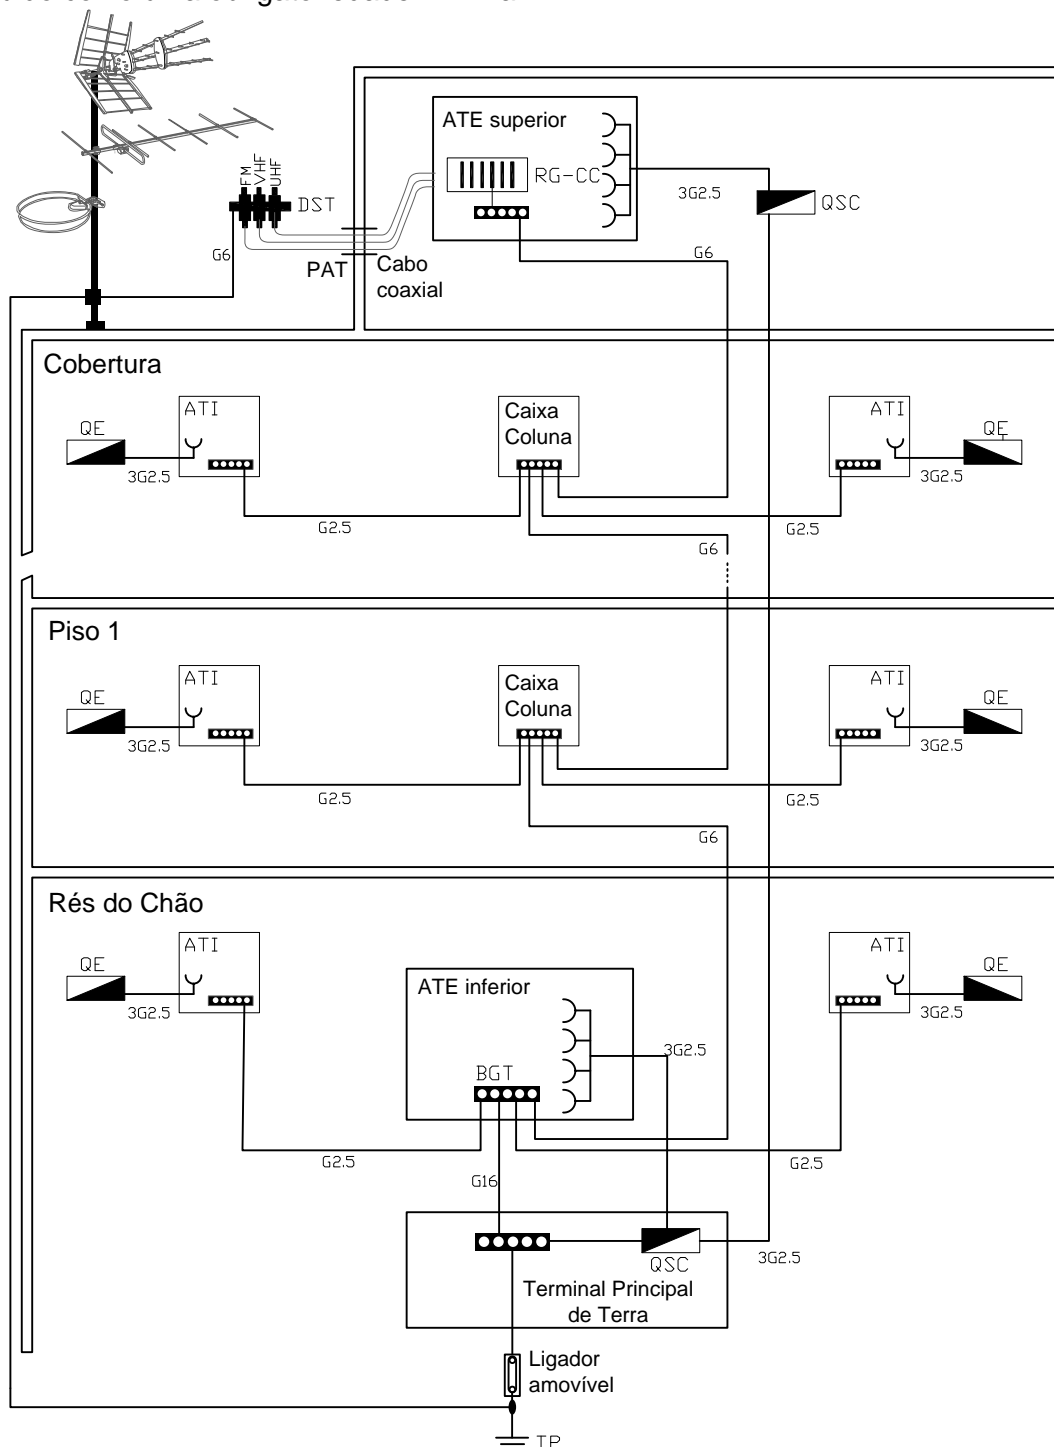 ATE superior
FM
VHF
UHF
RG-CC
DST
3G2.5
QSC
G6
PAT
Cabo
coaxial
G6
Cobertura
QE
ATI
3G2.5
Caixa
Coluna
ATI
QE
3G2.5
G2.5
G2.5
G6
Piso 1
QE
ATI
3G2.5
Caixa
Coluna
ATI
QE
3G2.5
G2.5
G2.5
G6
Rés do Chão
QE
ATI
3G2.5
ATE inferior
ATI
QE
3G2.5
3G2.5
BGT
G2.5
G2.5
G16
QSC
3G2.5
Terminal Principal
de Terra
Ligador
amovível
TP